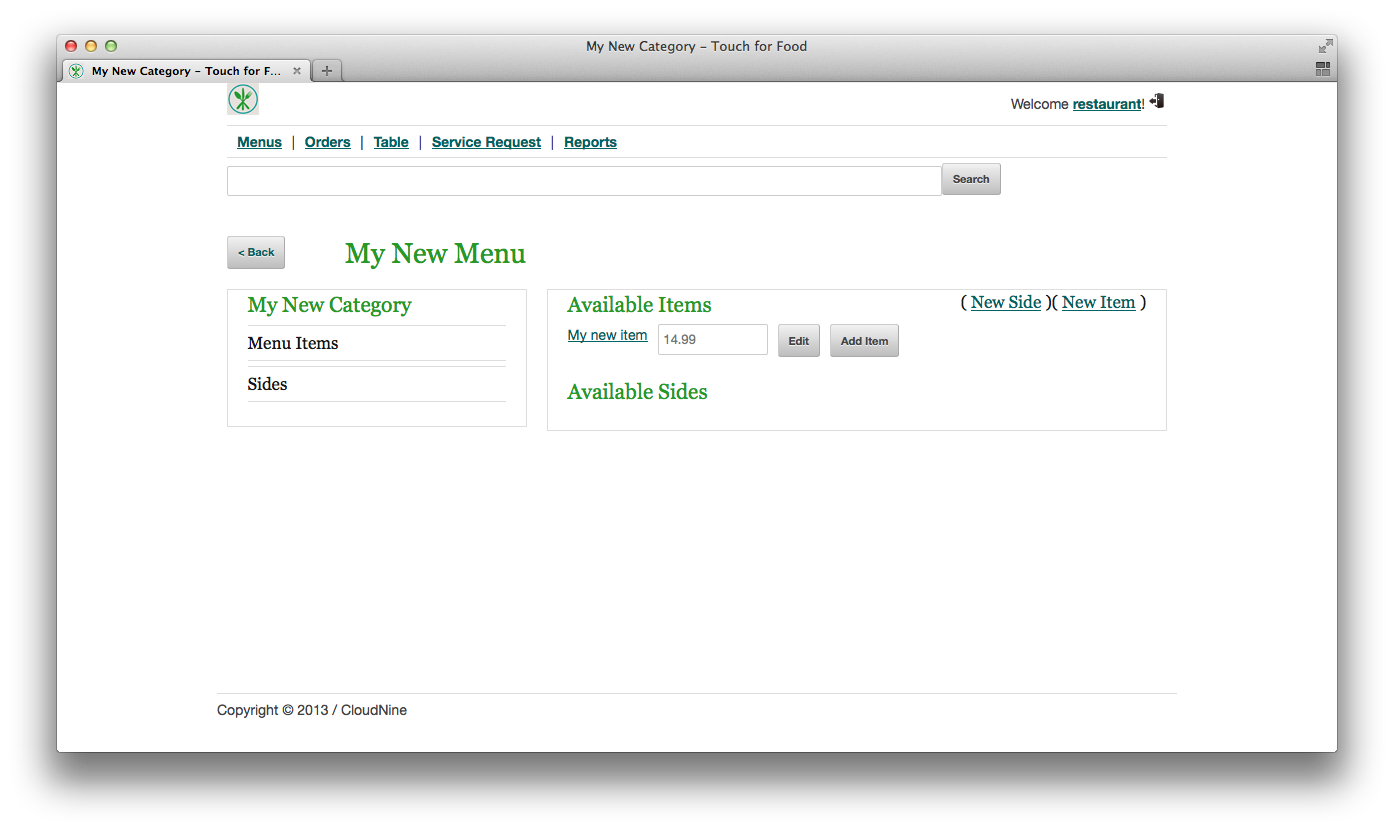 My New Category – Touch for Food
My New Category – Touch for F...
Welcome restaurant!
Menus | Orders | Table | Service Request | Reports
Search
< Back
My New Menu
My New Category
Menu Items
Sides
Available Items
( New Side )( New Item )
My new item 14.99 Edit Add Item
Available Sides
Copyright © 2013 / CloudNine